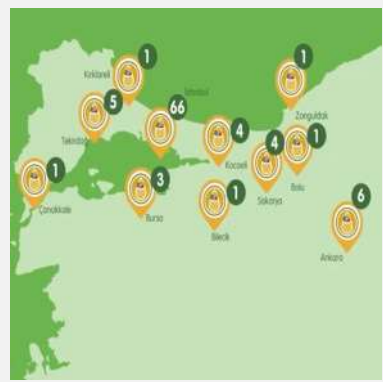 1
Kırklareli
1
İstanbul
5
66
Zonguldak
Tekirdağ
4
1
Kocaeli
4
1
Sakarya
Bolu
3
Çanakkale
Bursa
1
Bilecik
6
Ankara